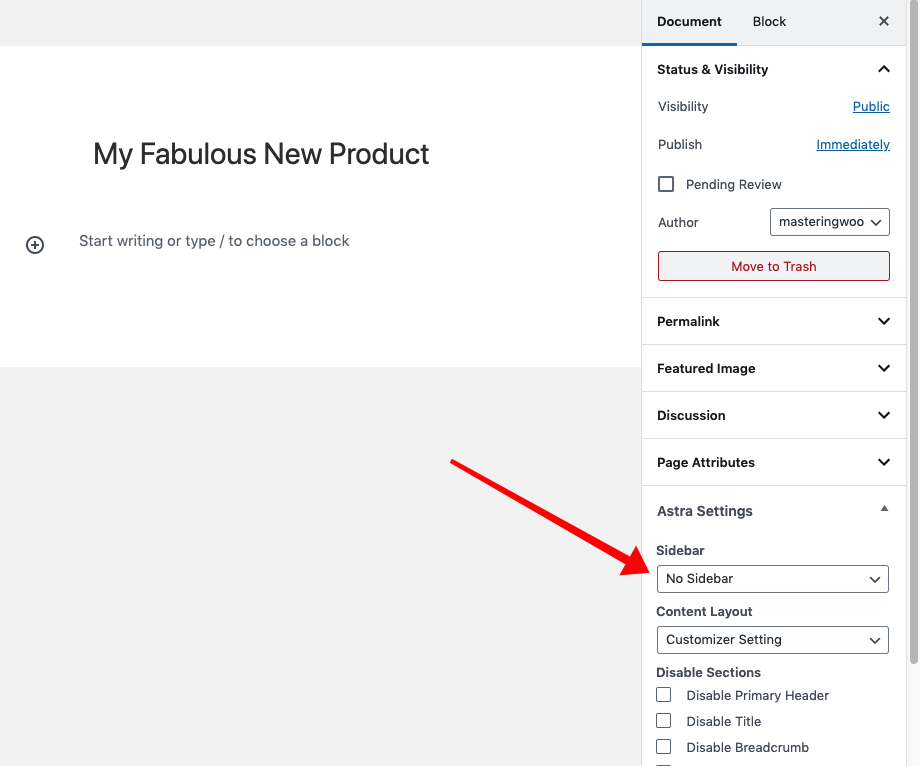 Document Block
Status & Visibility
Visibility Public
Publish Immediately
My Fabulous New Product
Pending Review
Author masteringwoo
Start writing or type / to choose a block
Move to Trash
Permalink
Featured Image
Discussion
Page Attributes
Astra Settings
Sidebar
No Sidebar
Content Layout
Customizer Setting
Disable Sections
Disable Primary Header
Disable Title
Disable Breadcrumb